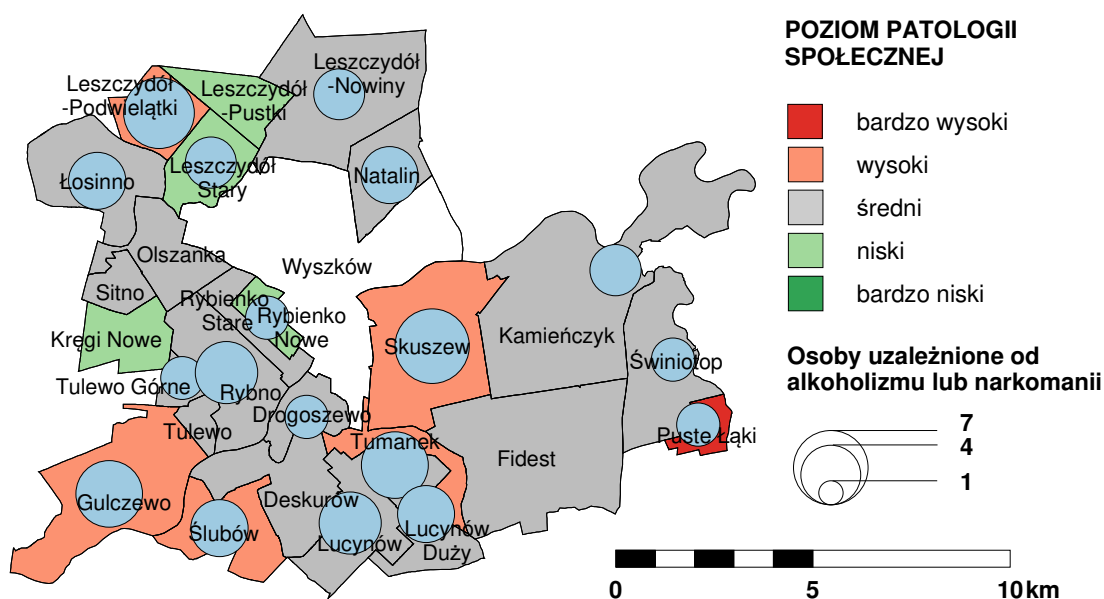 POZIOM PATOLOGII
SPOŁECZNEJ
bardzo wysoki
wysoki
średni
niski
bardzo niski
Osoby uzależnione od
alkoholizmu lub narkomanii
7
4
1
0
5
10 km
Leszczydół
-Nowiny
Leszczydół
-Podwielątki
Leszczydół
-Pustki
Leszczydół
Stary
Łosinno
Natalin
Olszanka
Wyszków
Sitno
Rybienko
Stare
Rybienko
Nowe
Kręgi Nowe
Skuszew
Kamieńczyk
Świniotop
Tulewo Górne
Rybno
Drogoszewo
Tulewo
Tumanek
Puste Łąki
Fidest
Gulczewo
Deskurów
Ślubów
Lucynów
Lucynów
Duży